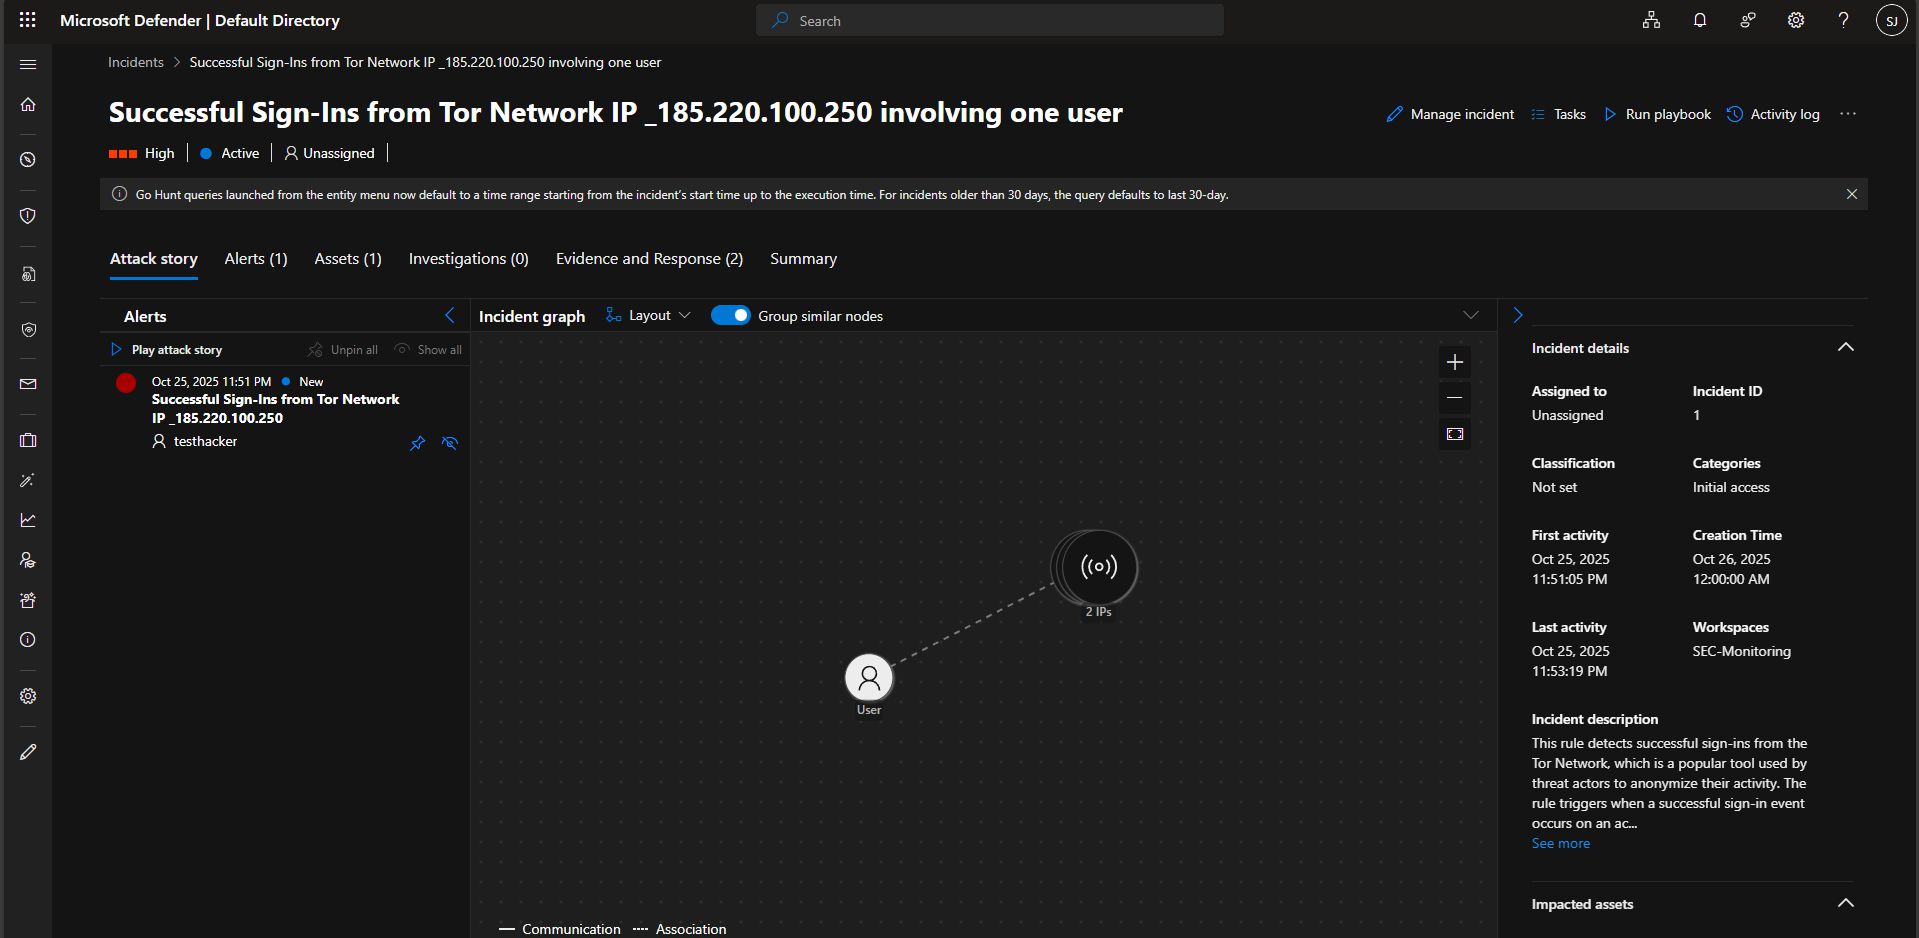 Microsoft Defender | Default Directory
Search
SJ
Incidents > Successful Sign-Ins from Tor Network IP _185.220.100.250 involving one user
Successful Sign-Ins from Tor Network IP _185.220.100.250 involving one user
Manage incident
Tasks
Run playbook
Activity log
High
Active
Unassigned
Go Hunt queries launched from the entity menu now default to a time range starting from the incident's start time up to the execution time. For incidents older than 30 days, the query defaults to last 30-day.
Attack story
Alerts (1)
Assets (1)
Investigations (0)
Evidence and Response (2)
Summary
Alerts
Play attack story
Unpin all
Show all
Oct 25, 2025 11:51 PM
New
Successful Sign-Ins from Tor Network
IP _185.220.100.250
testhacker
Incident graph
Layout
Group similar nodes
2 IPs
User
Communication
Association
Incident details
Assigned to
Unassigned
Incident ID
1
Classification
Not set
Categories
Initial access
First activity
Oct 25, 2025
11:51:05 PM
Creation Time
Oct 26, 2025
12:00:00 AM
Last activity
Oct 25, 2025
11:53:19 PM
Workspaces
SEC-Monitoring
Incident description
This rule detects successful sign-ins from the
Tor Network, which is a popular tool used by
threat actors to anonymize their activity. The
rule triggers when a successful sign-in event
occurs on an ac...
See more
Impacted assets